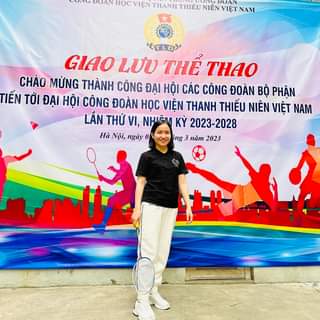 CÔNG ĐOÀN HỌC VIỆN THANH THIẾU NIÊN VIỆT NAM
GIAO LƯU THỂ THAO
CHÀO MỪNG THÀNH CÔNG ĐẠI HỘI CÁC CÔNG ĐOÀN BỘ PHẬN
TIẾN TỚI ĐẠI HỘI CÔNG ĐOÀN HỌC VIỆN THANH THIẾU NIÊN VIỆT NAM
LẦN THỨ VI, NHIỆM KỲ 2023-2028
Hà Nội, ngày 3 năm 2023